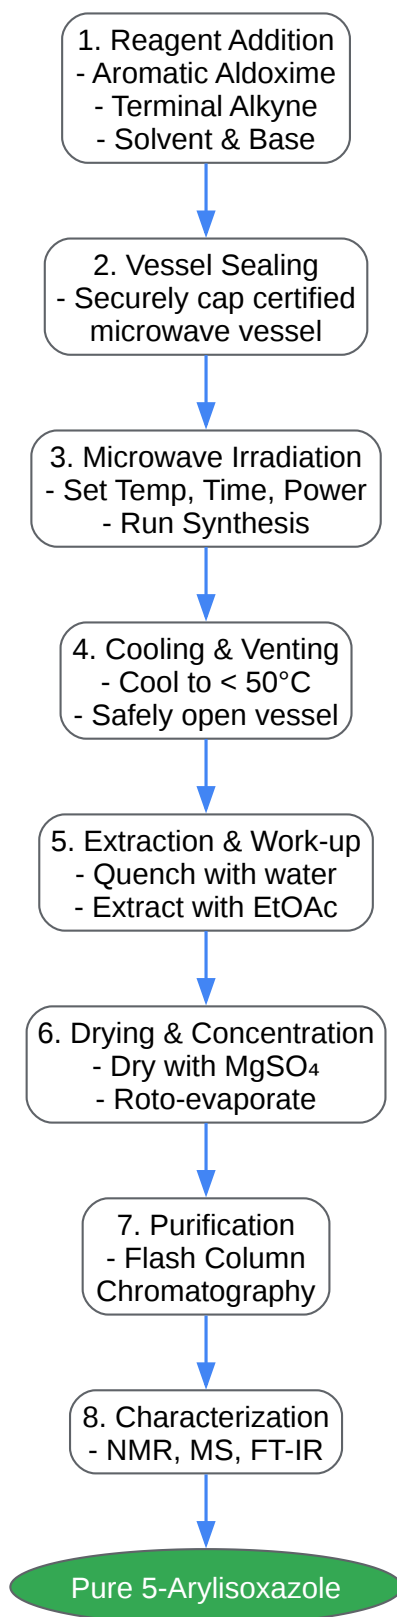 1. Reagent Addition
- Aromatic Aldoxime
- Terminal Alkyne
- Solvent & Base
2. Vessel Sealing
- Securely cap certified
microwave vessel
3. Microwave Irradiation
- Set Temp, Time, Power
- Run Synthesis
4. Cooling & Venting
- Cool to < 50°C
- Safely open vessel
5. Extraction & Work-up
- Quench with water
- Extract with EtOAc
6. Drying & Concentration
- Dry with MgSO₄
- Roto-evaporate
7. Purification
- Flash Column
Chromatography
8. Characterization
- NMR, MS, FT-IR
Pure 5-Arylisoxazole